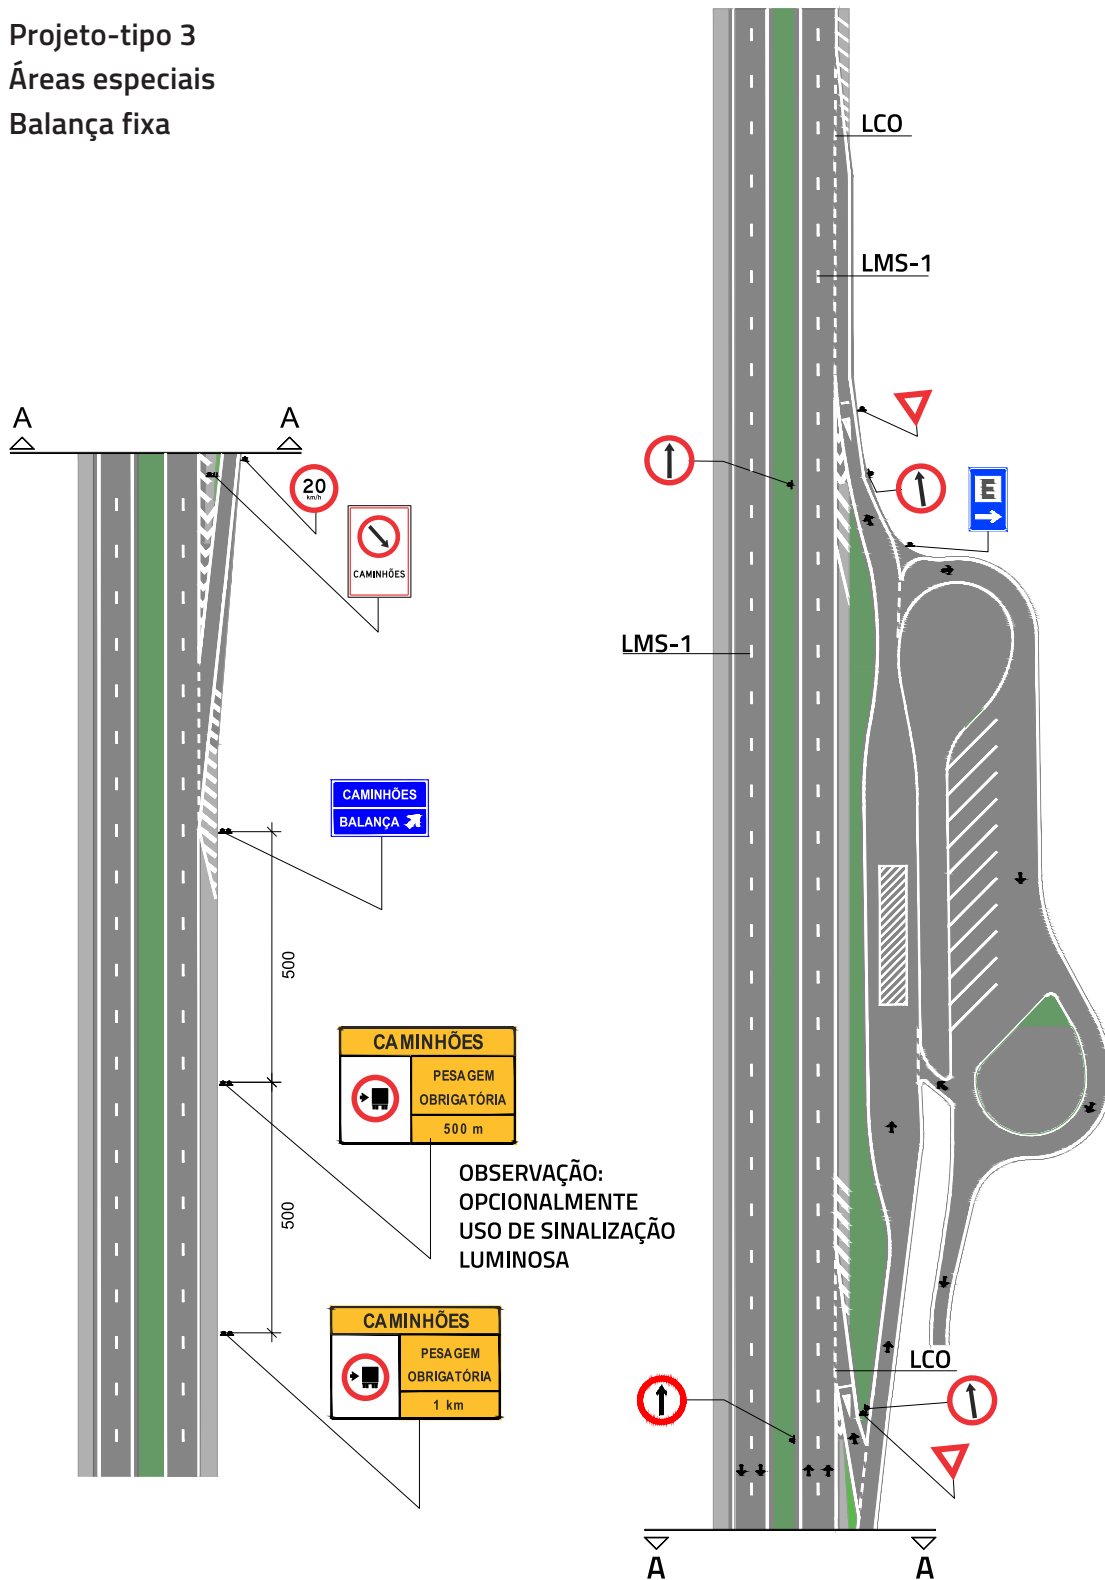 Projeto-tipo 3
Áreas especiais
Balança fixa
A
A
20
km/h
CAMINHÕES
CAMINHÕES
BALANÇA
500
CAMINHÕES
PESAGEM
OBRIGATÓRIA
500 m
OBSERVAÇÃO:
OPCIONALMENTE
USO DE SINALIZAÇÃO
LUMINOSA
500
CAMINHÕES
PESAGEM
OBRIGATÓRIA
1 km
LCO
LMS-1
E
LMS-1
LCO
A
A